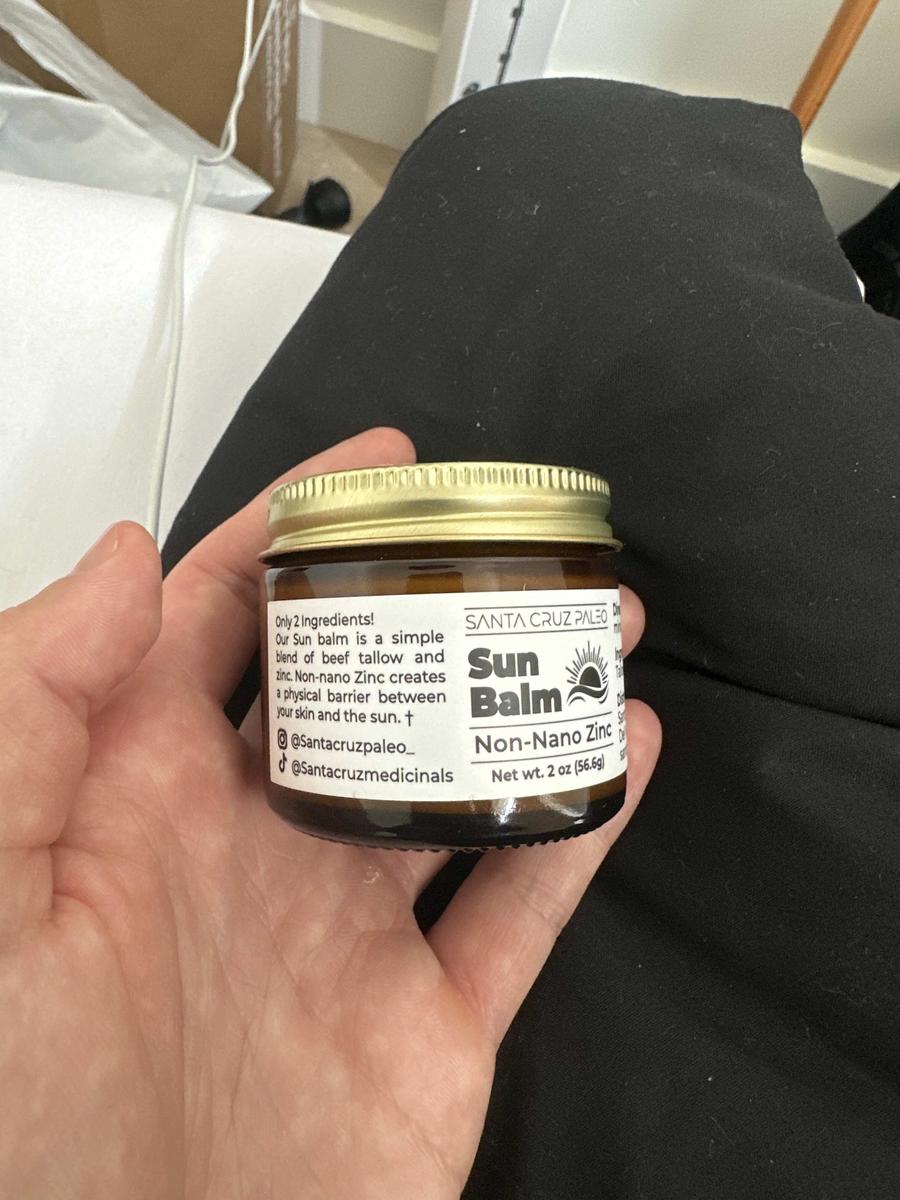 Only 2 Ingredients!
Our Sun balm is a simple
blend of beef tallow and
zinc. Non-nano Zinc creates
a physical barrier between
your skin and the sun. †
@Santacruzpaleo_
@Santacruzmedicinals
SANTA CRUZ PALEO
Sun
Balm
Non-Nano Zinc
Net wt. 2 oz (56.6g)